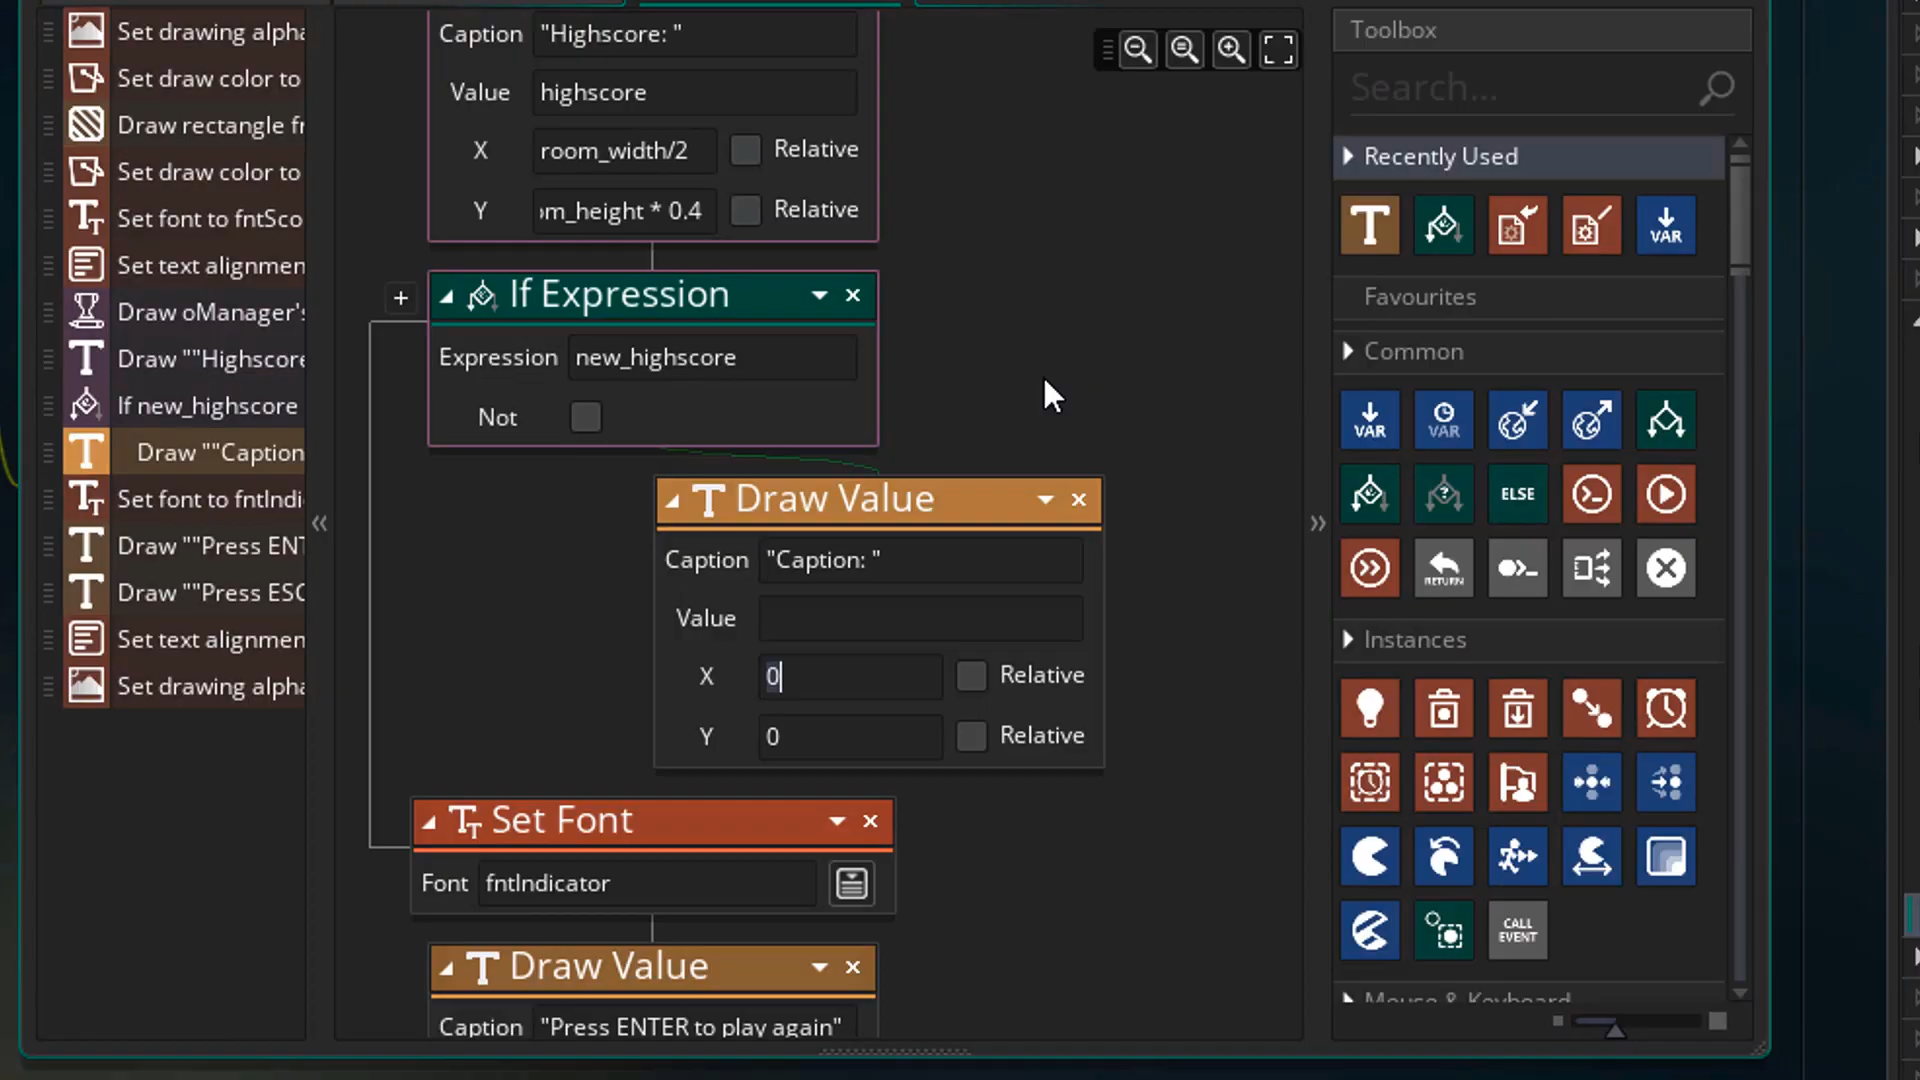 Set drawing alpha
Set draw color to
Draw rectangle fr
Set draw color to
Set font to fntSco
Set text alignmen
Draw oManager's
Draw ""Highscore
If new_highscore
Draw ""Caption
Set font to fntIndi
Draw ""Press ENT
Draw ""Press ESC
Set text alignmen
Set drawing alpha
Caption "Highscore: "
Value highscore
X room_width/2 Relative
Y om_height * 0.4 Relative
If Expression
Expression new_highscore
Not
Draw Value
Caption "Caption: "
Value
X 0 Relative
Y 0 Relative
Set Font
Font fntIndicator
Draw Value
Caption "Press ENTER to play again"
Toolbox
Search...
Recently Used
T VAR
Favourites
Common
VAR VAR
ELSE
RETURN
Instances
CALL
EVENT
Mouse & Keyboard